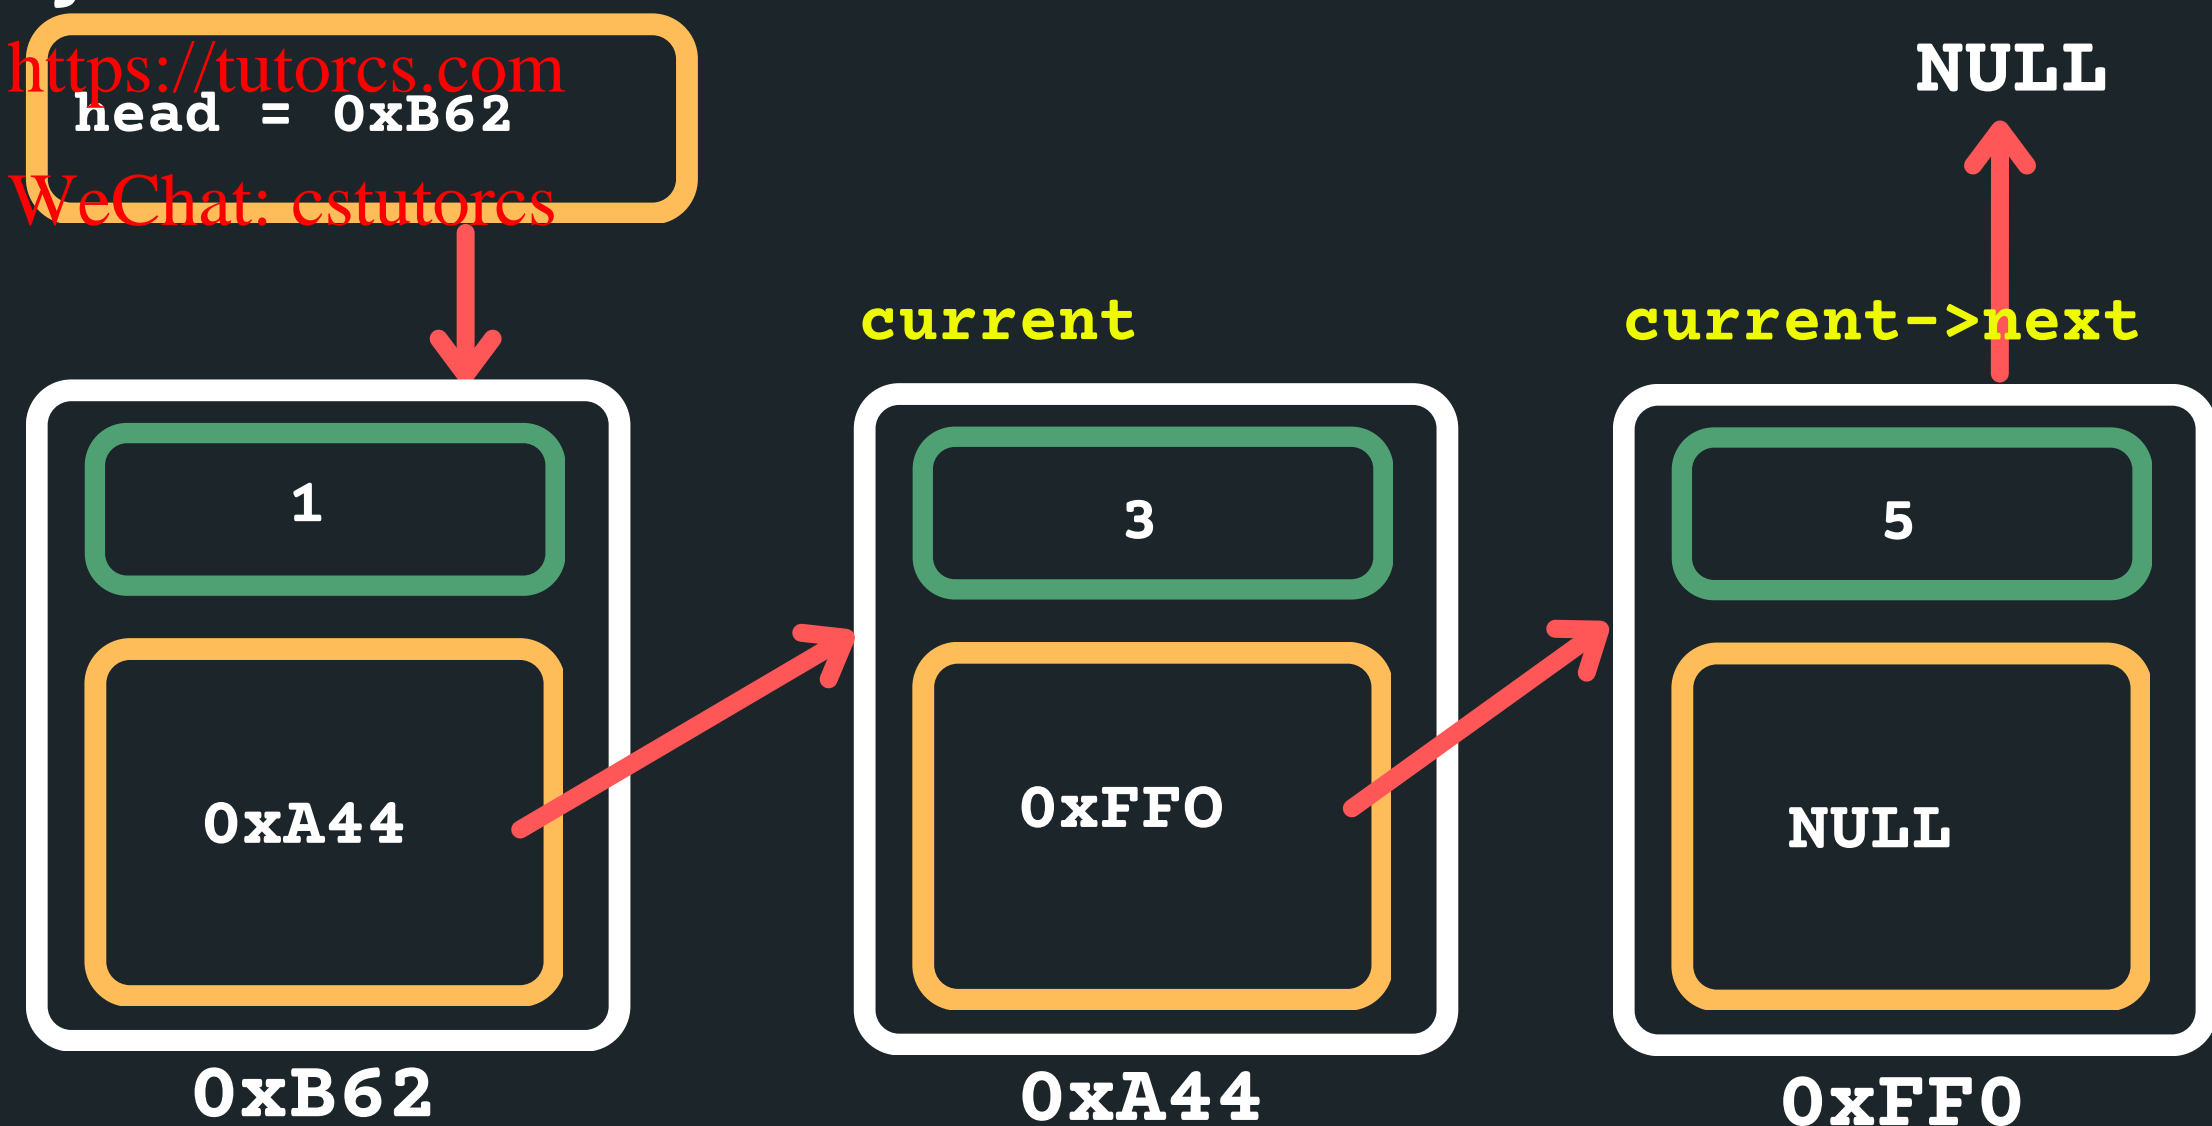 https://tutorcs.com
head = 0xB62
WeChat: cstutorcs
NULL
current
current->next
1
3
5
0xA44
0xFFO
NULL
0xB62
0xA44
0xFF0